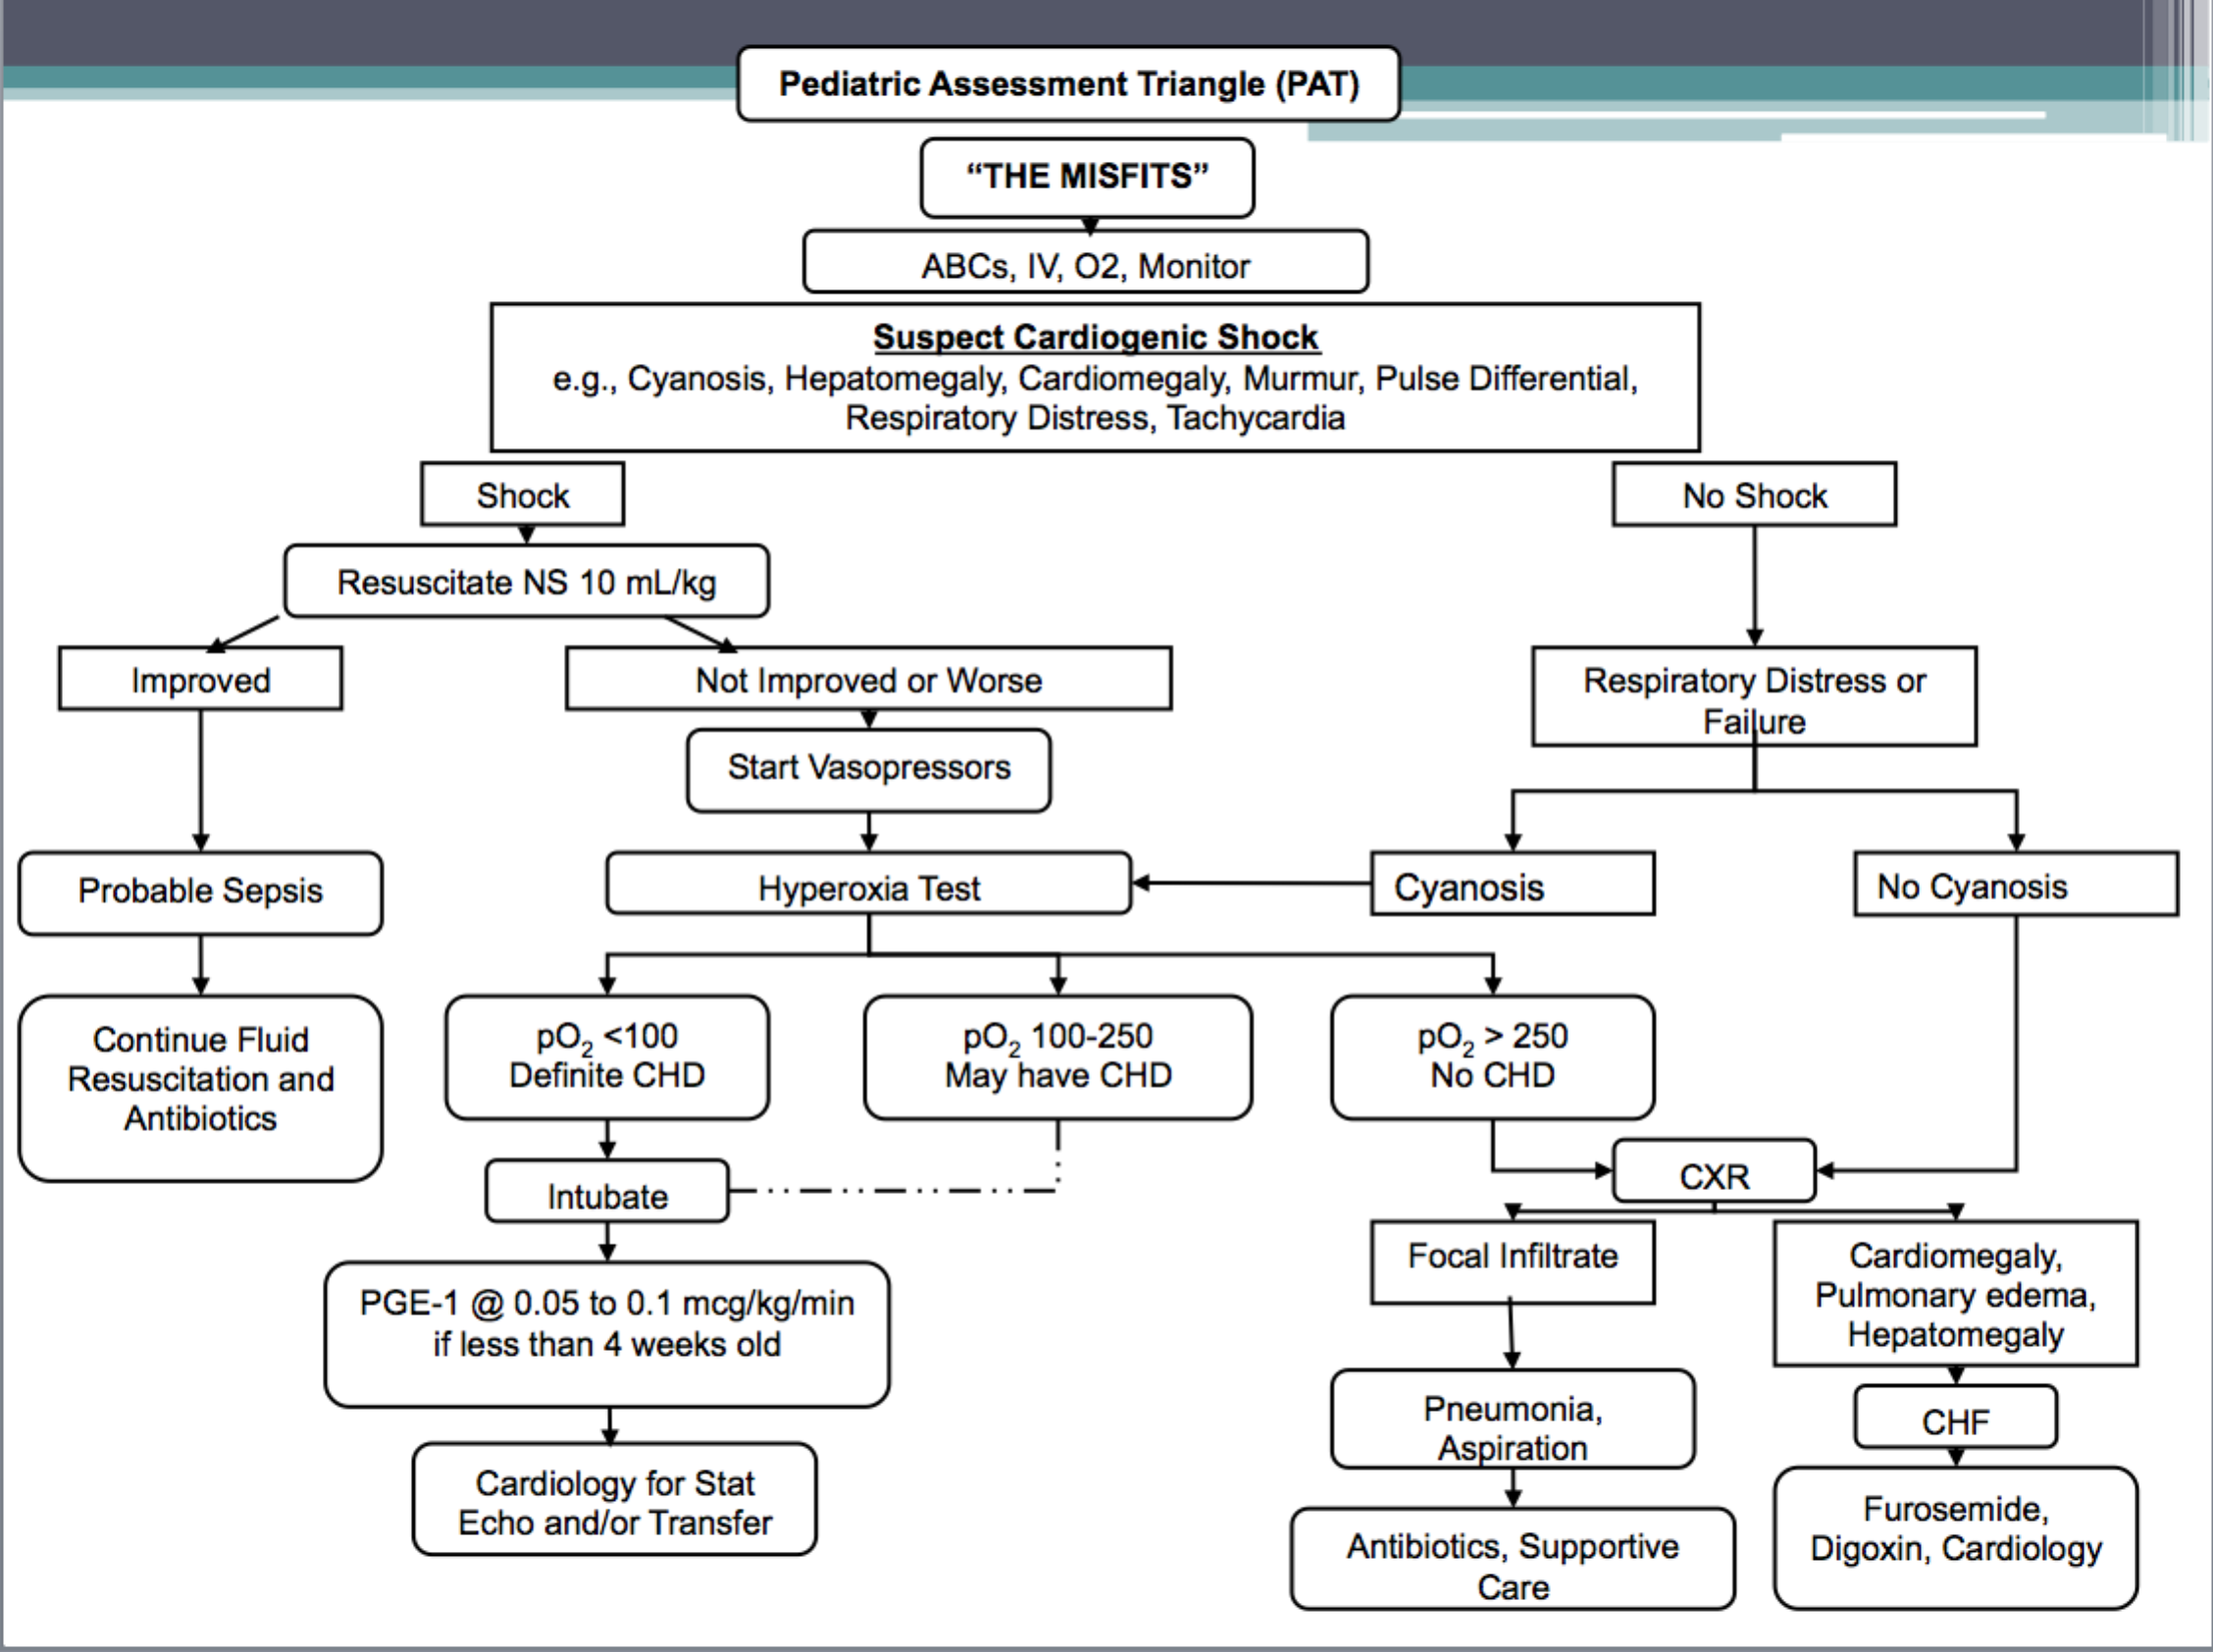 Pediatric Assessment Triangle (PAT)
“THE MISFITS”
ABCs, IV, O2, Monitor
Suspect Cardiogenic Shock
e.g., Cyanosis, Hepatomegaly, Cardiomegaly, Murmur, Pulse Differential,
Respiratory Distress, Tachycardia
Shock
No Shock
Resuscitate NS 10 mL/kg
Improved
Not Improved or Worse
Respiratory Distress or
Failure
Start Vasopressors
Probable Sepsis
Hyperoxia Test
Cyanosis
No Cyanosis
Continue Fluid
Resuscitation and
Antibiotics
pO₂ <100
Definite CHD
pO₂ 100-250
May have CHD
pO₂ > 250
No CHD
Intubate
CXR
PGE-1 @ 0.05 to 0.1 mcg/kg/min
if less than 4 weeks old
Focal Infiltrate
Cardiomegaly,
Pulmonary edema,
Hepatomegaly
Pneumonia,
Aspiration
CHF
Cardiology for Stat
Echo and/or Transfer
Antibiotics, Supportive
Care
Furosemide,
Digoxin, Cardiology